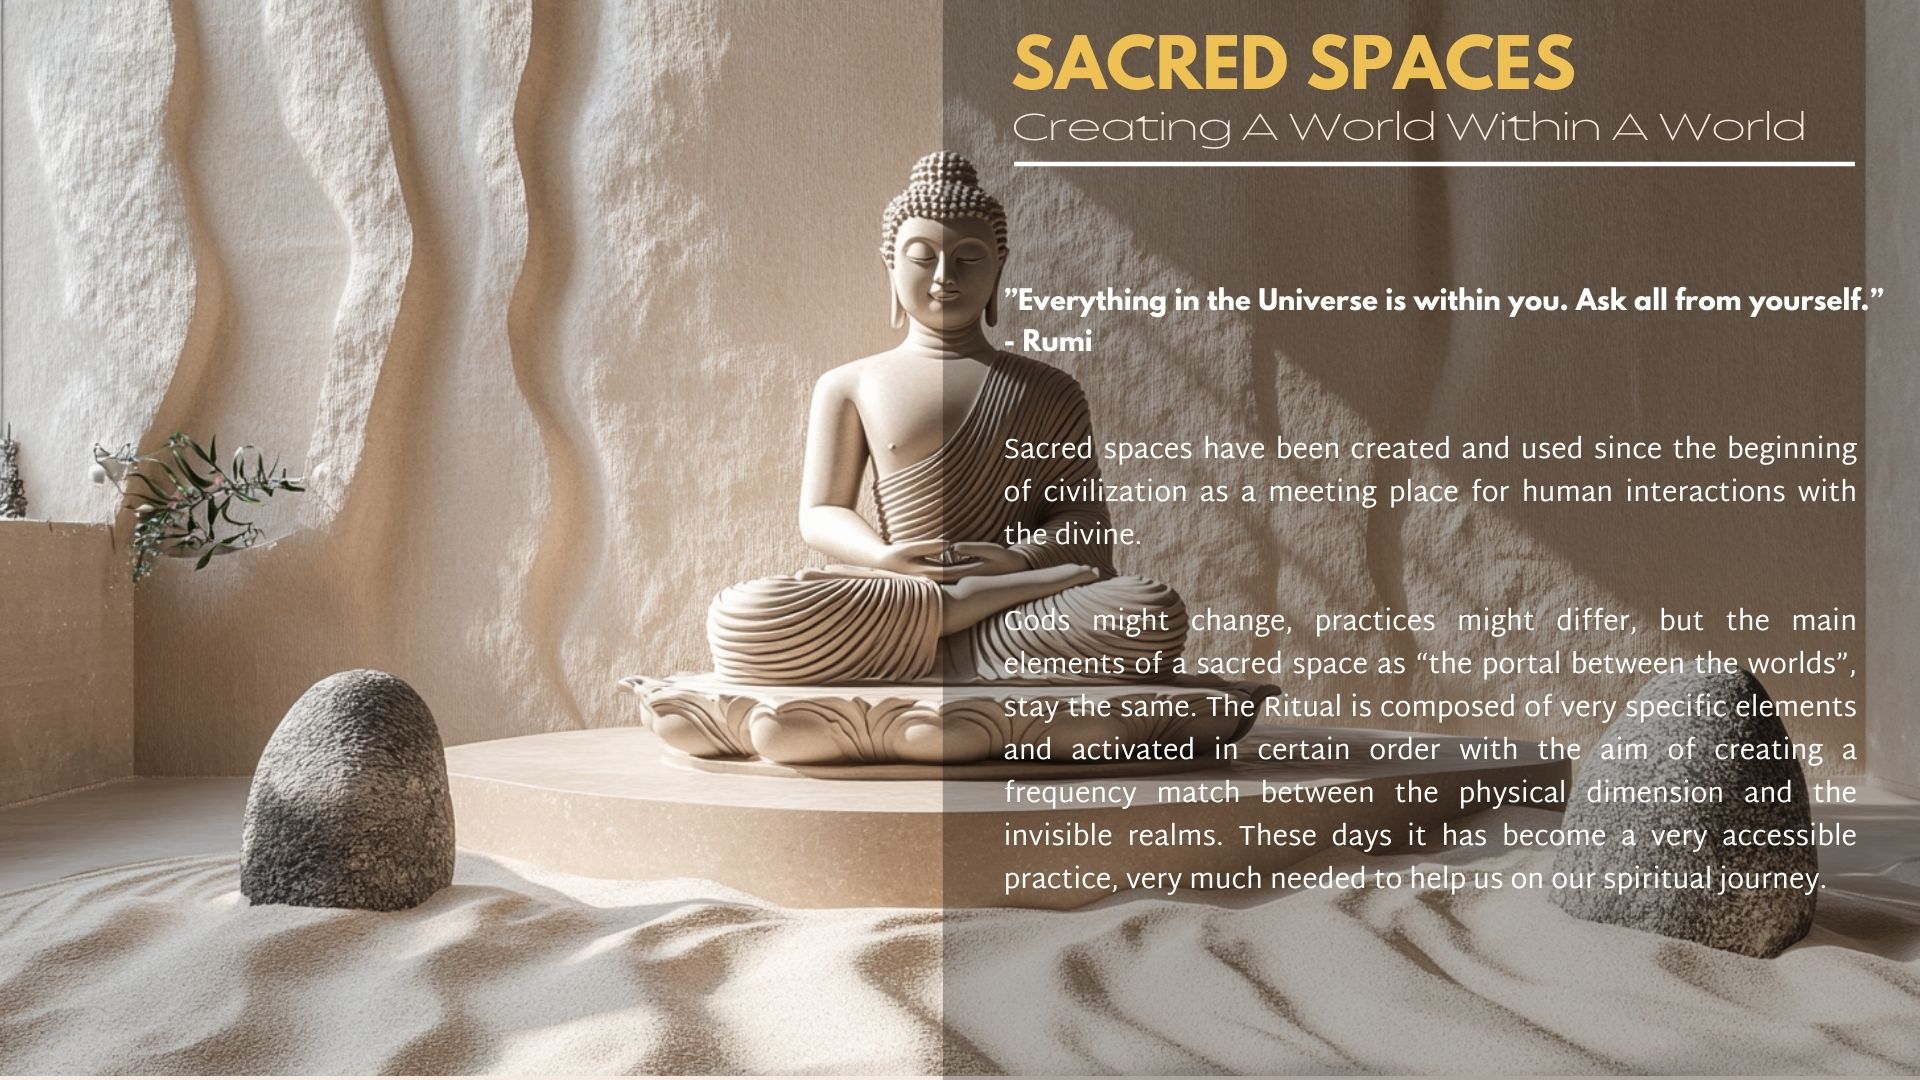 SACRED SPACES
Creating A World Within A World
”Everything in the Universe is within you. Ask all from yourself.”
- Rumi
Sacred spaces have been created and used since the beginning
of civilization as a meeting place for human interactions with
the divine.
Gods might change, practices might differ, but the main
elements of a sacred space as “the portal between the worlds”,
stay the same. The Ritual is composed of very specific elements
and activated in certain order with the aim of creating a
frequency match between the physical dimension and the
invisible realms. These days it has become a very accessible
practice, very much needed to help us on our spiritual journey.